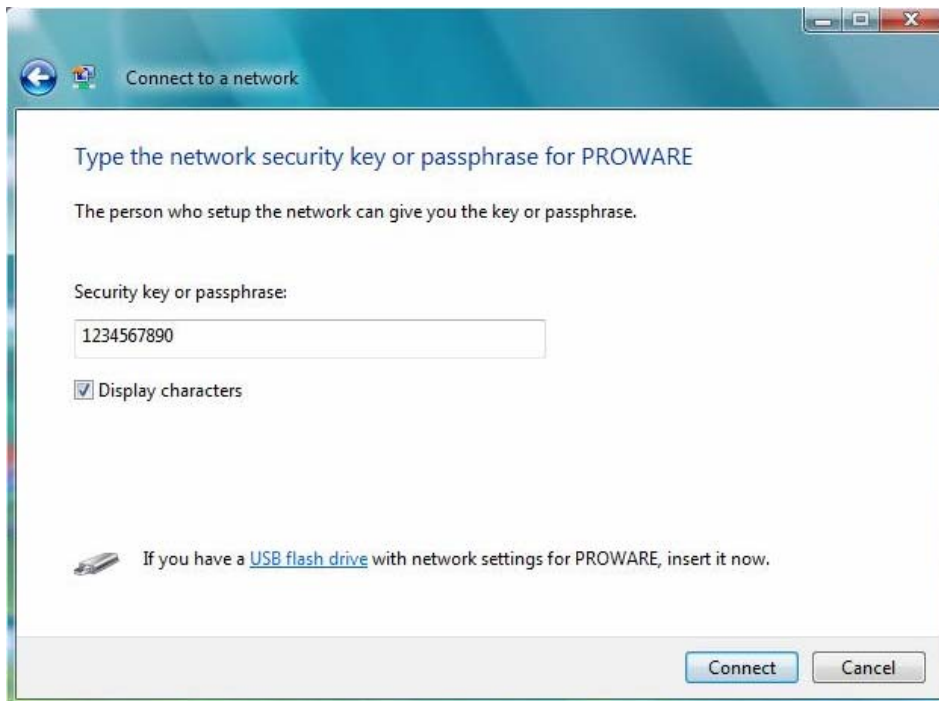 Connect to a network
Type the network security key or passphrase for PROWARE
The person who setup the network can give you the key or passphrase.
Security key or passphrase:
1234567890
Display characters
If you have a USB flash drive with network settings for PROWARE, insert it now.
Connect Cancel